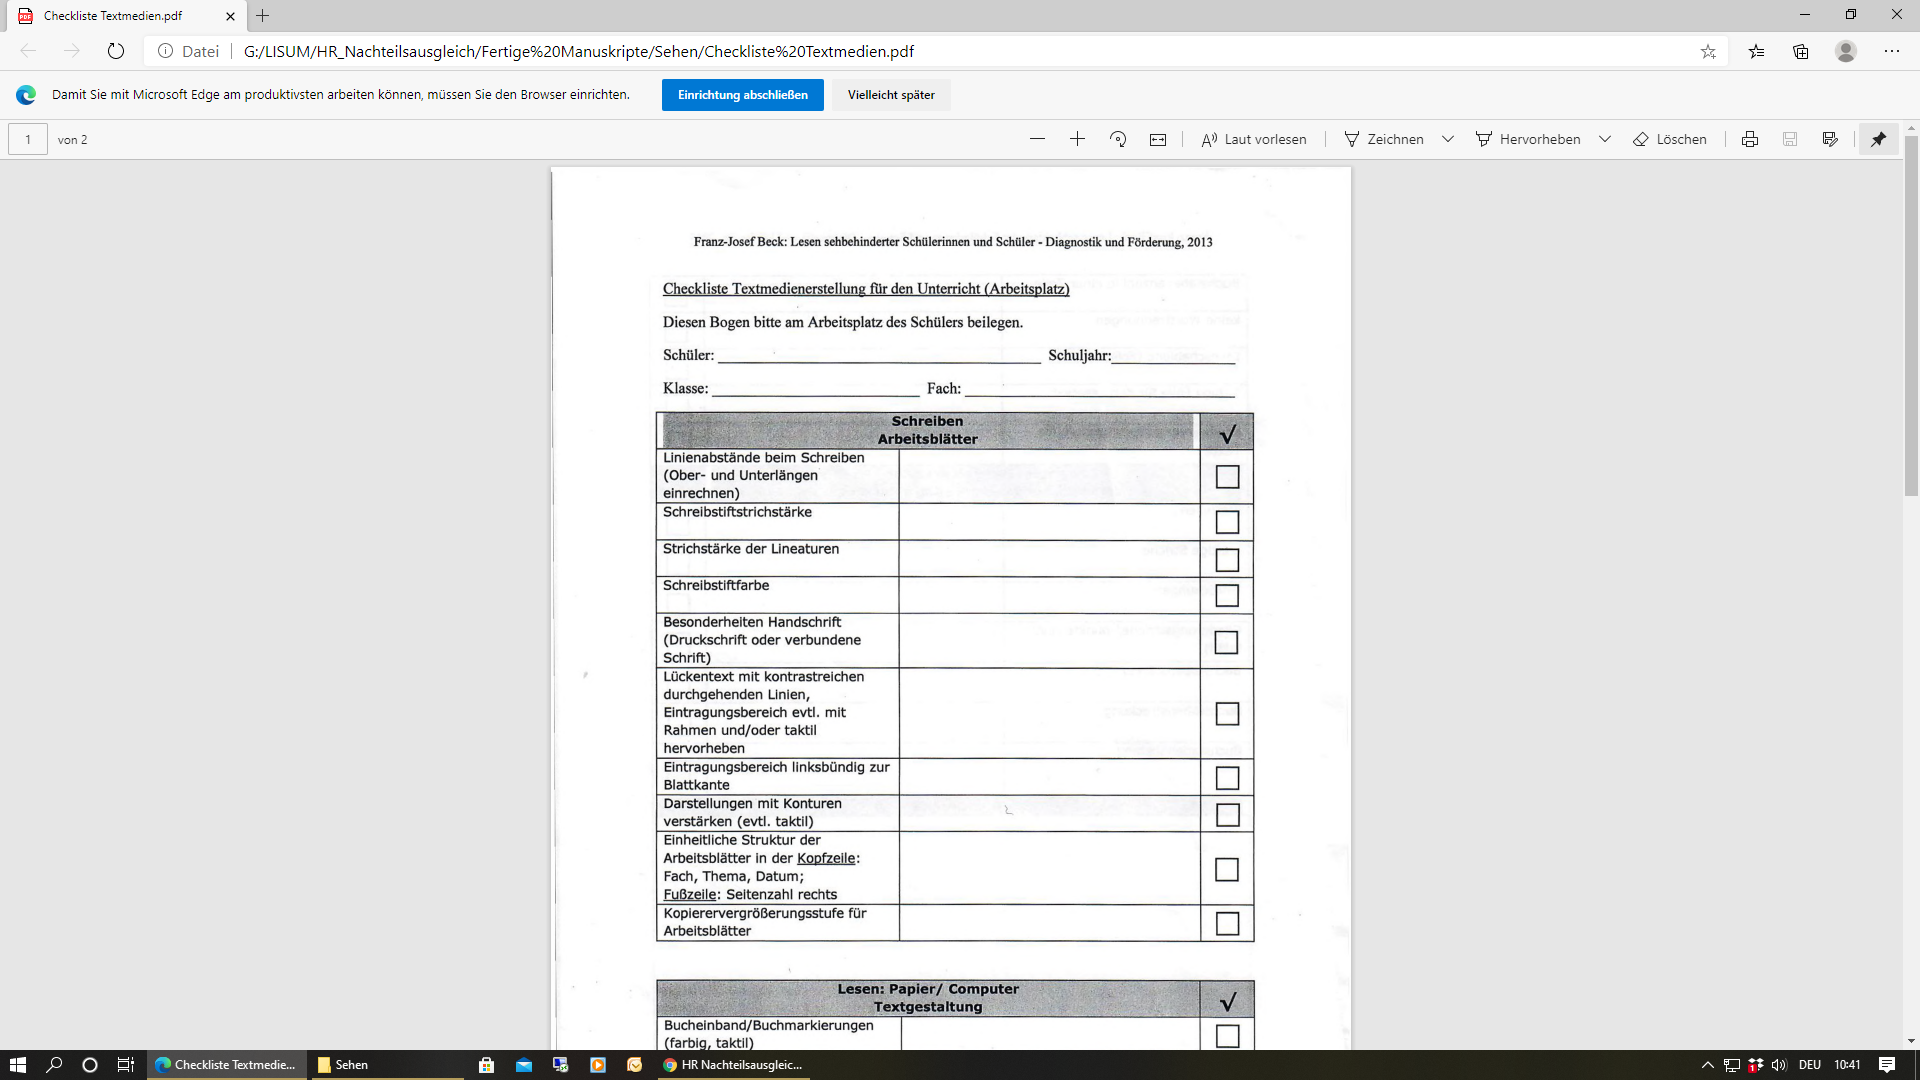 Checkliste Textmedien.pdf
Datei
G:/LISUM/HR_Nachteilsausgleich/Fertige%20Manuskripte/Sehen/Checkliste%20Textmedien.pdf
Damit Sie mit Microsoft Edge am produktivsten arbeiten können, müssen Sie den Browser einrichten.
Einrichtung abschließen
Vielleicht später
1 von 2
Laut vorlesen
Zeichnen
Hervorheben
Löschen
Franz-Josef Beck: Lesen sehbehinderter Schülerinnen und Schüler - Diagnostik und Förderung, 2013
Checkliste Textmedienerstellung für den Unterricht (Arbeitsplatz)
Diesen Bogen bitte am Arbeitsplatz des Schülers beilegen.
Schüler: Schuljahr:
Klasse: Fach:
Schreiben
Arbeitsblätter
√
Linienabstände beim Schreiben
(Ober- und Unterlängen
einrechnen)
Schreibstiftstrichstärke
Strichstärke der Lineaturen
Schreibstiftfarbe
Besonderheiten Handschrift
(Druckschrift oder verbundene
Schrift)
Lückentext mit kontrastreichen
durchgehenden Linien,
Eintragungsbereich evtl. mit
Rahmen und/oder taktil
hervorheben
Eintragungsbereich linksbündig zur
Blattkante
Darstellungen mit Konturen
verstärken (evtl. taktil)
Einheitliche Struktur der
Arbeitsblätter in der Kopfzeile:
Fach, Thema, Datum;
Fußzeile: Seitenzahl rechts
Kopierervergrößerungsstufe für
Arbeitsblätter
Lesen: Papier/ Computer
Textgestaltung
√
Bucheinband/Buchmarkierungen
(farbig, taktil)
Checkliste Textmedie...
Sehen
HR Nachteilsausgleic...
DEU
10:41